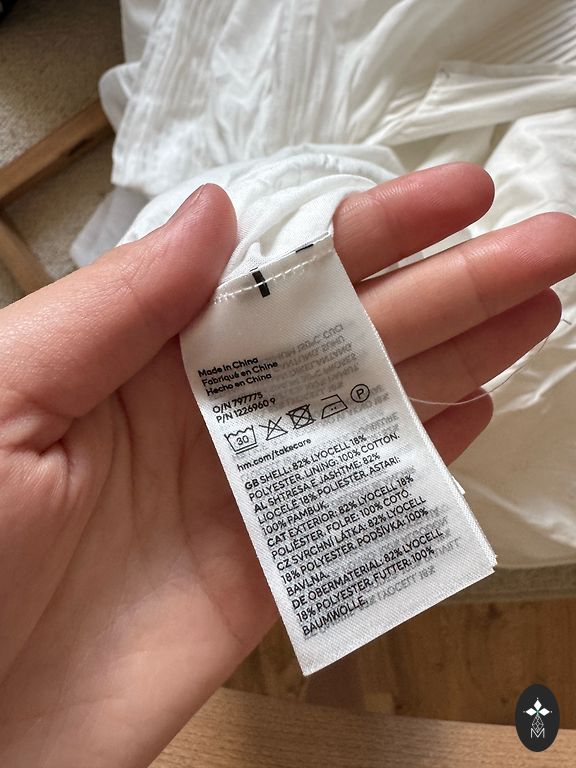 Made in China
Fabriqué en Chine
Hecho en China
O/N 797775
P/N 1226960 9
30
P
hm.com/takecare
GB SHELL: 82% LYOCELL 18%
POLYESTER. LINING: 100% COTTON.
AL SHTRESA E JASHTME: 82%
LIOCELË 18% POLIESTER. ASTARI:
100% PAMBUK.
CAT EXTERIOR: 82% LYOCELL 18%
POLIÈSTER. FOLRE 100% COTÓ.
CZ SVRCHNÍ LÁTKA: 82% LYOCELL
18% POLYESTER. PODŠÍVKA: 100%
BAVLNA.
DE OBERMATERIAL: 82% LYOCELL
18% POLYESTER. FUTTER: 100%
BAUMWOLLE.
M